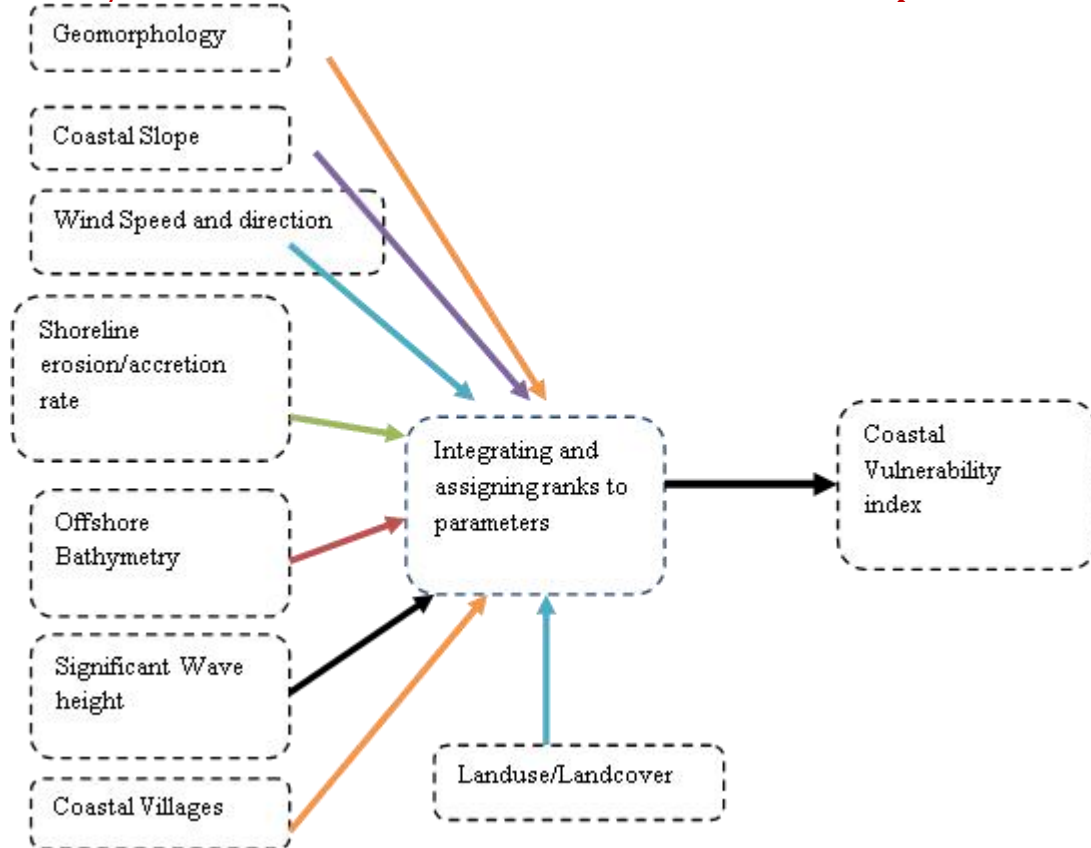 Geomorphology
Coastal Slope
Wind Speed and direction
Shoreline
erosion/accretion
rate
Offshore
Bathymetry
Significant Wave
height
Coastal Villages
Integrating and
assigning ranks to
parameters
Landuse/Landcover
Coastal
Vulnerability
index